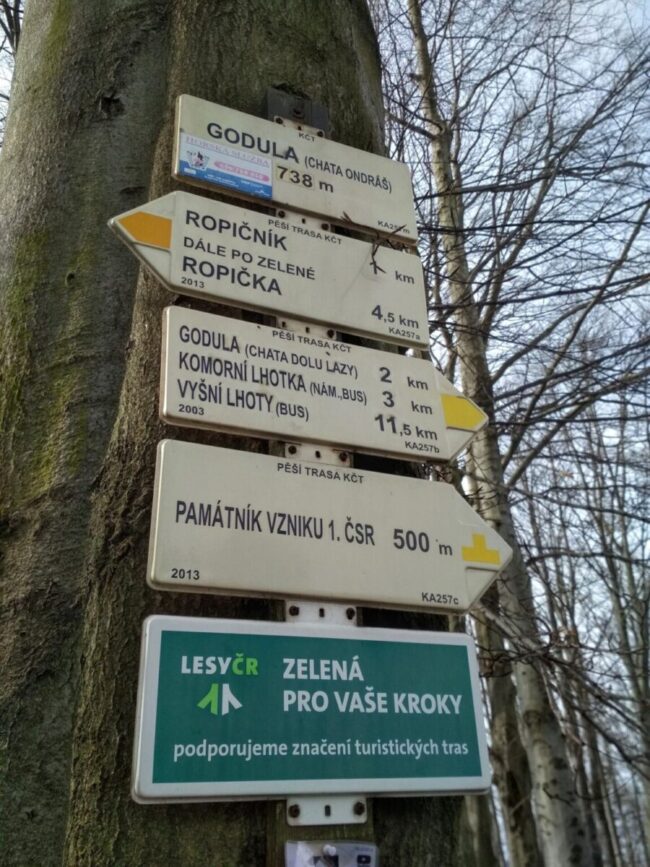 KČT
GODULA (CHATA ONDRÁŠ)
HORSKÁ SLUŽBA
738 m
ROPIČNÍK
PĚŠÍ TRASA KČT
1 km
DÁLE PO ZELENÉ
ROPIČKA
4,5 km
2013
KA257a
PĚŠÍ TRASA KČT
GODULA (CHATA DOLU LAZY) 2 km
KOMORNÍ LHOTKA (NÁM.,BUS) 3 km
VYŠNÍ LHOTY (BUS) 11,5 km
2003
KA257b
PĚŠÍ TRASA KČT
PAMÁTNÍK VZNIKU 1. ČSR 500 m
2013
KA257c
LESYČR
ZELENÁ
PRO VAŠE KROKY
podporujeme značení turistických tras